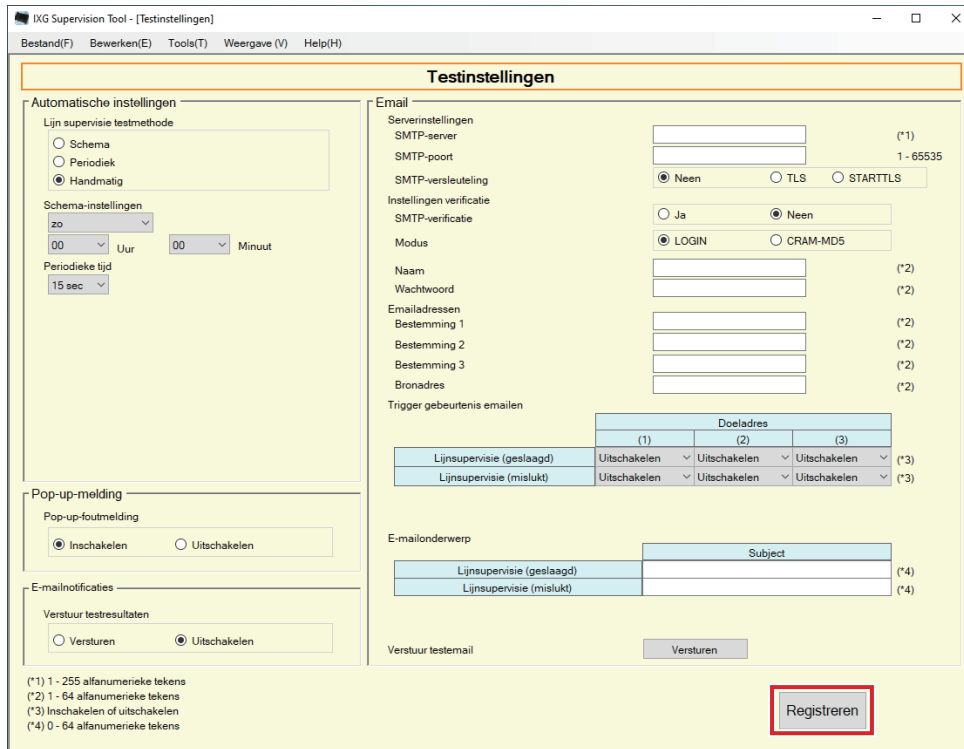 IXG Supervision Tool - [Testinstellingen]
Bestand(F) Bewerken(E) Tools(T) Weergave (V) Help(H)
Testinstellingen
Automatische instellingen
Lijn supervisie testmethode
Schema
Periodiek
Handmatig
Schema-instellingen
zo
00 Uur 00 Minuut
Periodieke tijd
15 sec
Pop-up-melding
Pop-up-foutmelding
Inschakelen Uitschakelen
E-mailnotificaties
Verstuur testresultaten
Versturen Uitschakelen
Email
Serverinstellingen
SMTP-server (*1)
SMTP-poort 1 - 65535
SMTP-versleuteling Neen TLS STARTTLS
Instellingen verificatie
SMTP-verificatie Ja Neen
Modus LOGIN CRAM-MD5
Naam (*2)
Wachtwoord (*2)
Emailadressen
Bestemming 1 (*2)
Bestemming 2 (*2)
Bestemming 3 (*2)
Bronadres (*2)
Trigger gebeurtenis emailen
Doeladres
(1) (2) (3)
Lijnsupervisie (geslaagd) Uitschakelen Uitschakelen Uitschakelen (*3)
Lijnsupervisie (mislukt) Uitschakelen Uitschakelen Uitschakelen (*3)
E-mailonderwerp
Subject
Lijnsupervisie (geslaagd) (*4)
Lijnsupervisie (mislukt) (*4)
Verstuur testemail Versturen
(*1) 1 - 255 alfanumerieke tekens
(*2) 1 - 64 alfanumerieke tekens
(*3) Inschakelen of uitschakelen
(*4) 0 - 64 alfanumerieke tekens
Registreren